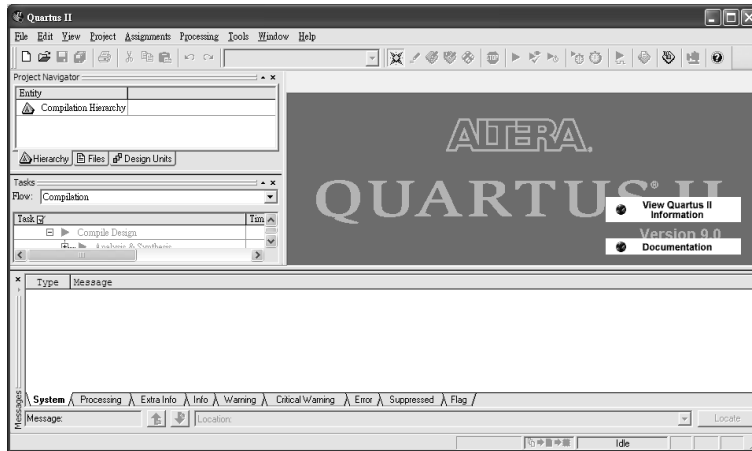 Quartus II
File Edit View Project Assignments Processing Tools Window Help
Project Navigator
Entity
Compilation Hierarchy
Hierarchy Files Design Units
Tasks
Flow: Compilation
Task Tim
Compile Design
Analysis & Synthesis
ALTERA.
QUARTUS® II
View Quartus II
Information
Version 9.0
Documentation
Type Message
System Processing Extra Info Info Warning Critical Warning Error Suppressed Flag
Messages
Message: Location: Locate
Idle